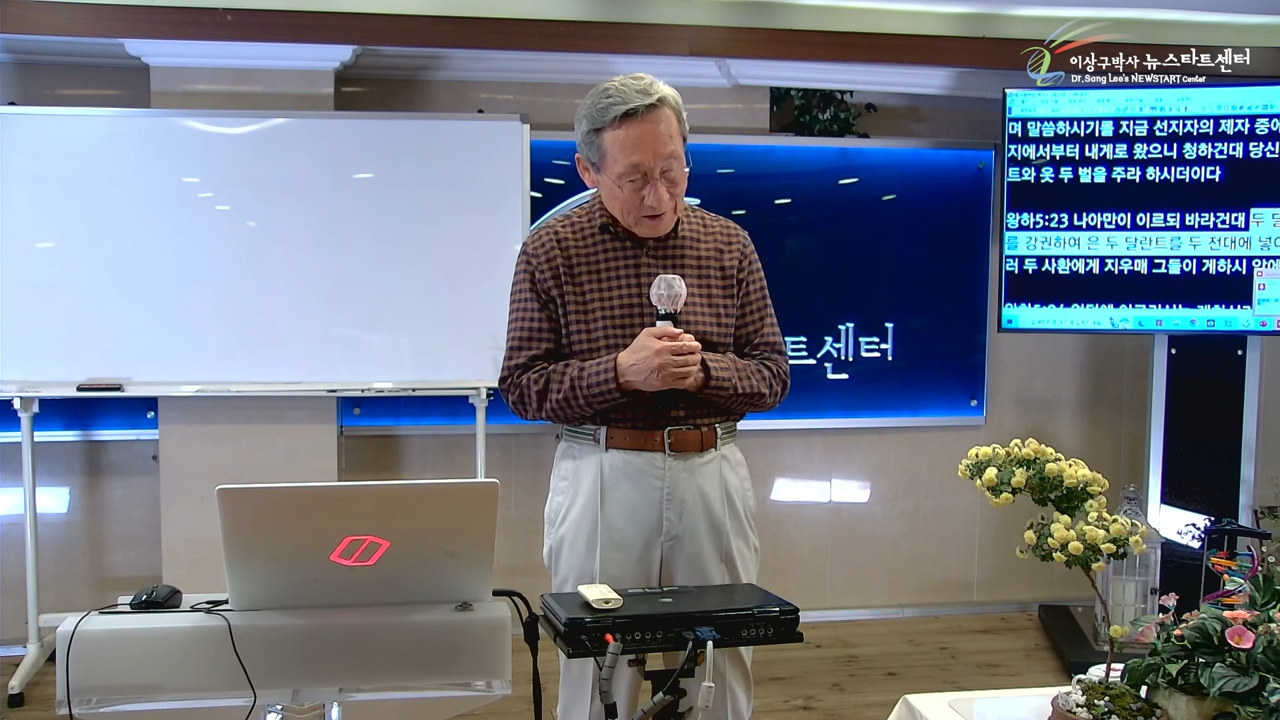 이상구박사 뉴스타트센터
Dr. Sang Lee's NEWSTART Center
며 말씀하시기를 지금 선지자의 제자 중에
지에서부터 내게로 왔으니 청하건대 당신
트와 옷 두 벌을 주라 하시더이다
왕하5:23 나아만이 이르되 바라건대 두 달
를 강권하여 은 두 달란트를 두 전대에 넣어
러 두 사환에게 지우매 그들이 게하시 앞에
트센터